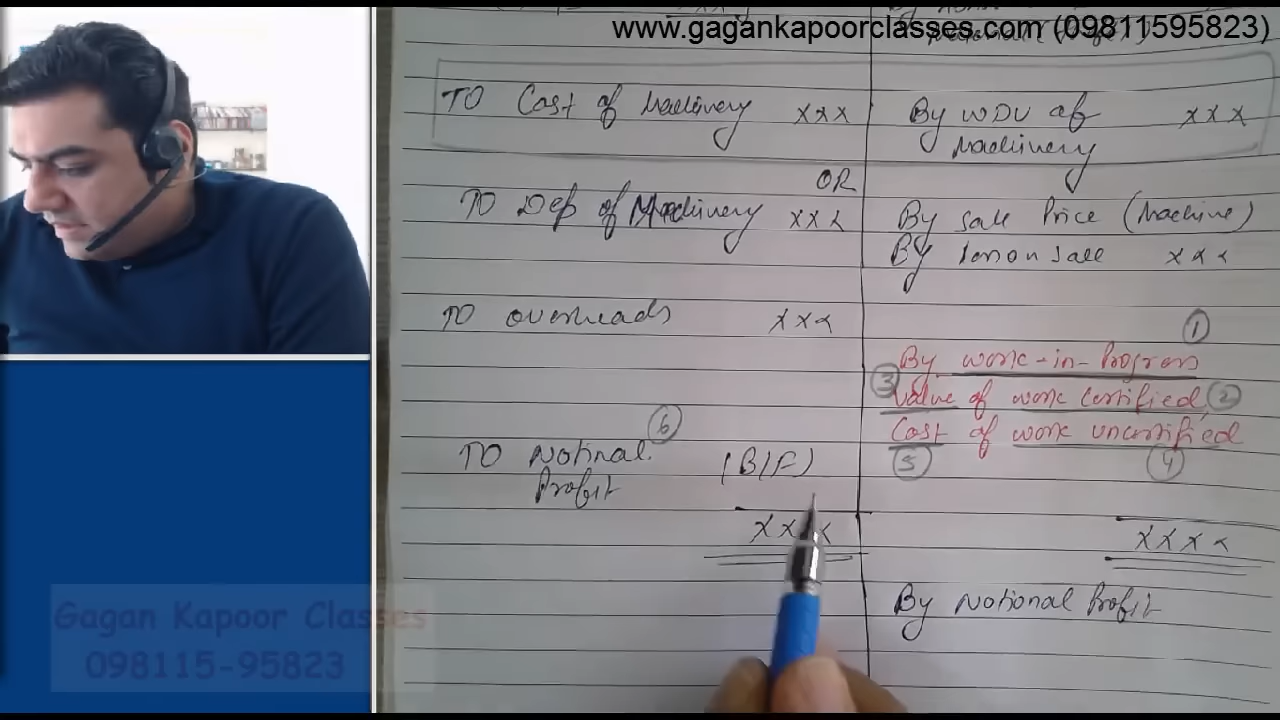 www.gagankapoorclasses.com (09811595823)
TO Cost of Machinery xxx
By WDV of xxx
Machinery
OR
TO Dep of Machinery xxx
By Sale Price (Machine)
By loss on sale xxx
TO overheads xxx
1
By work-in-Progress
3
Value of work certified 2
Cost of work uncertified
5 4
6
TO Notinal (B/F)
Profit
xxx
xxxx
By Notional Profit
Gagan Kapoor Classes
098115-95823